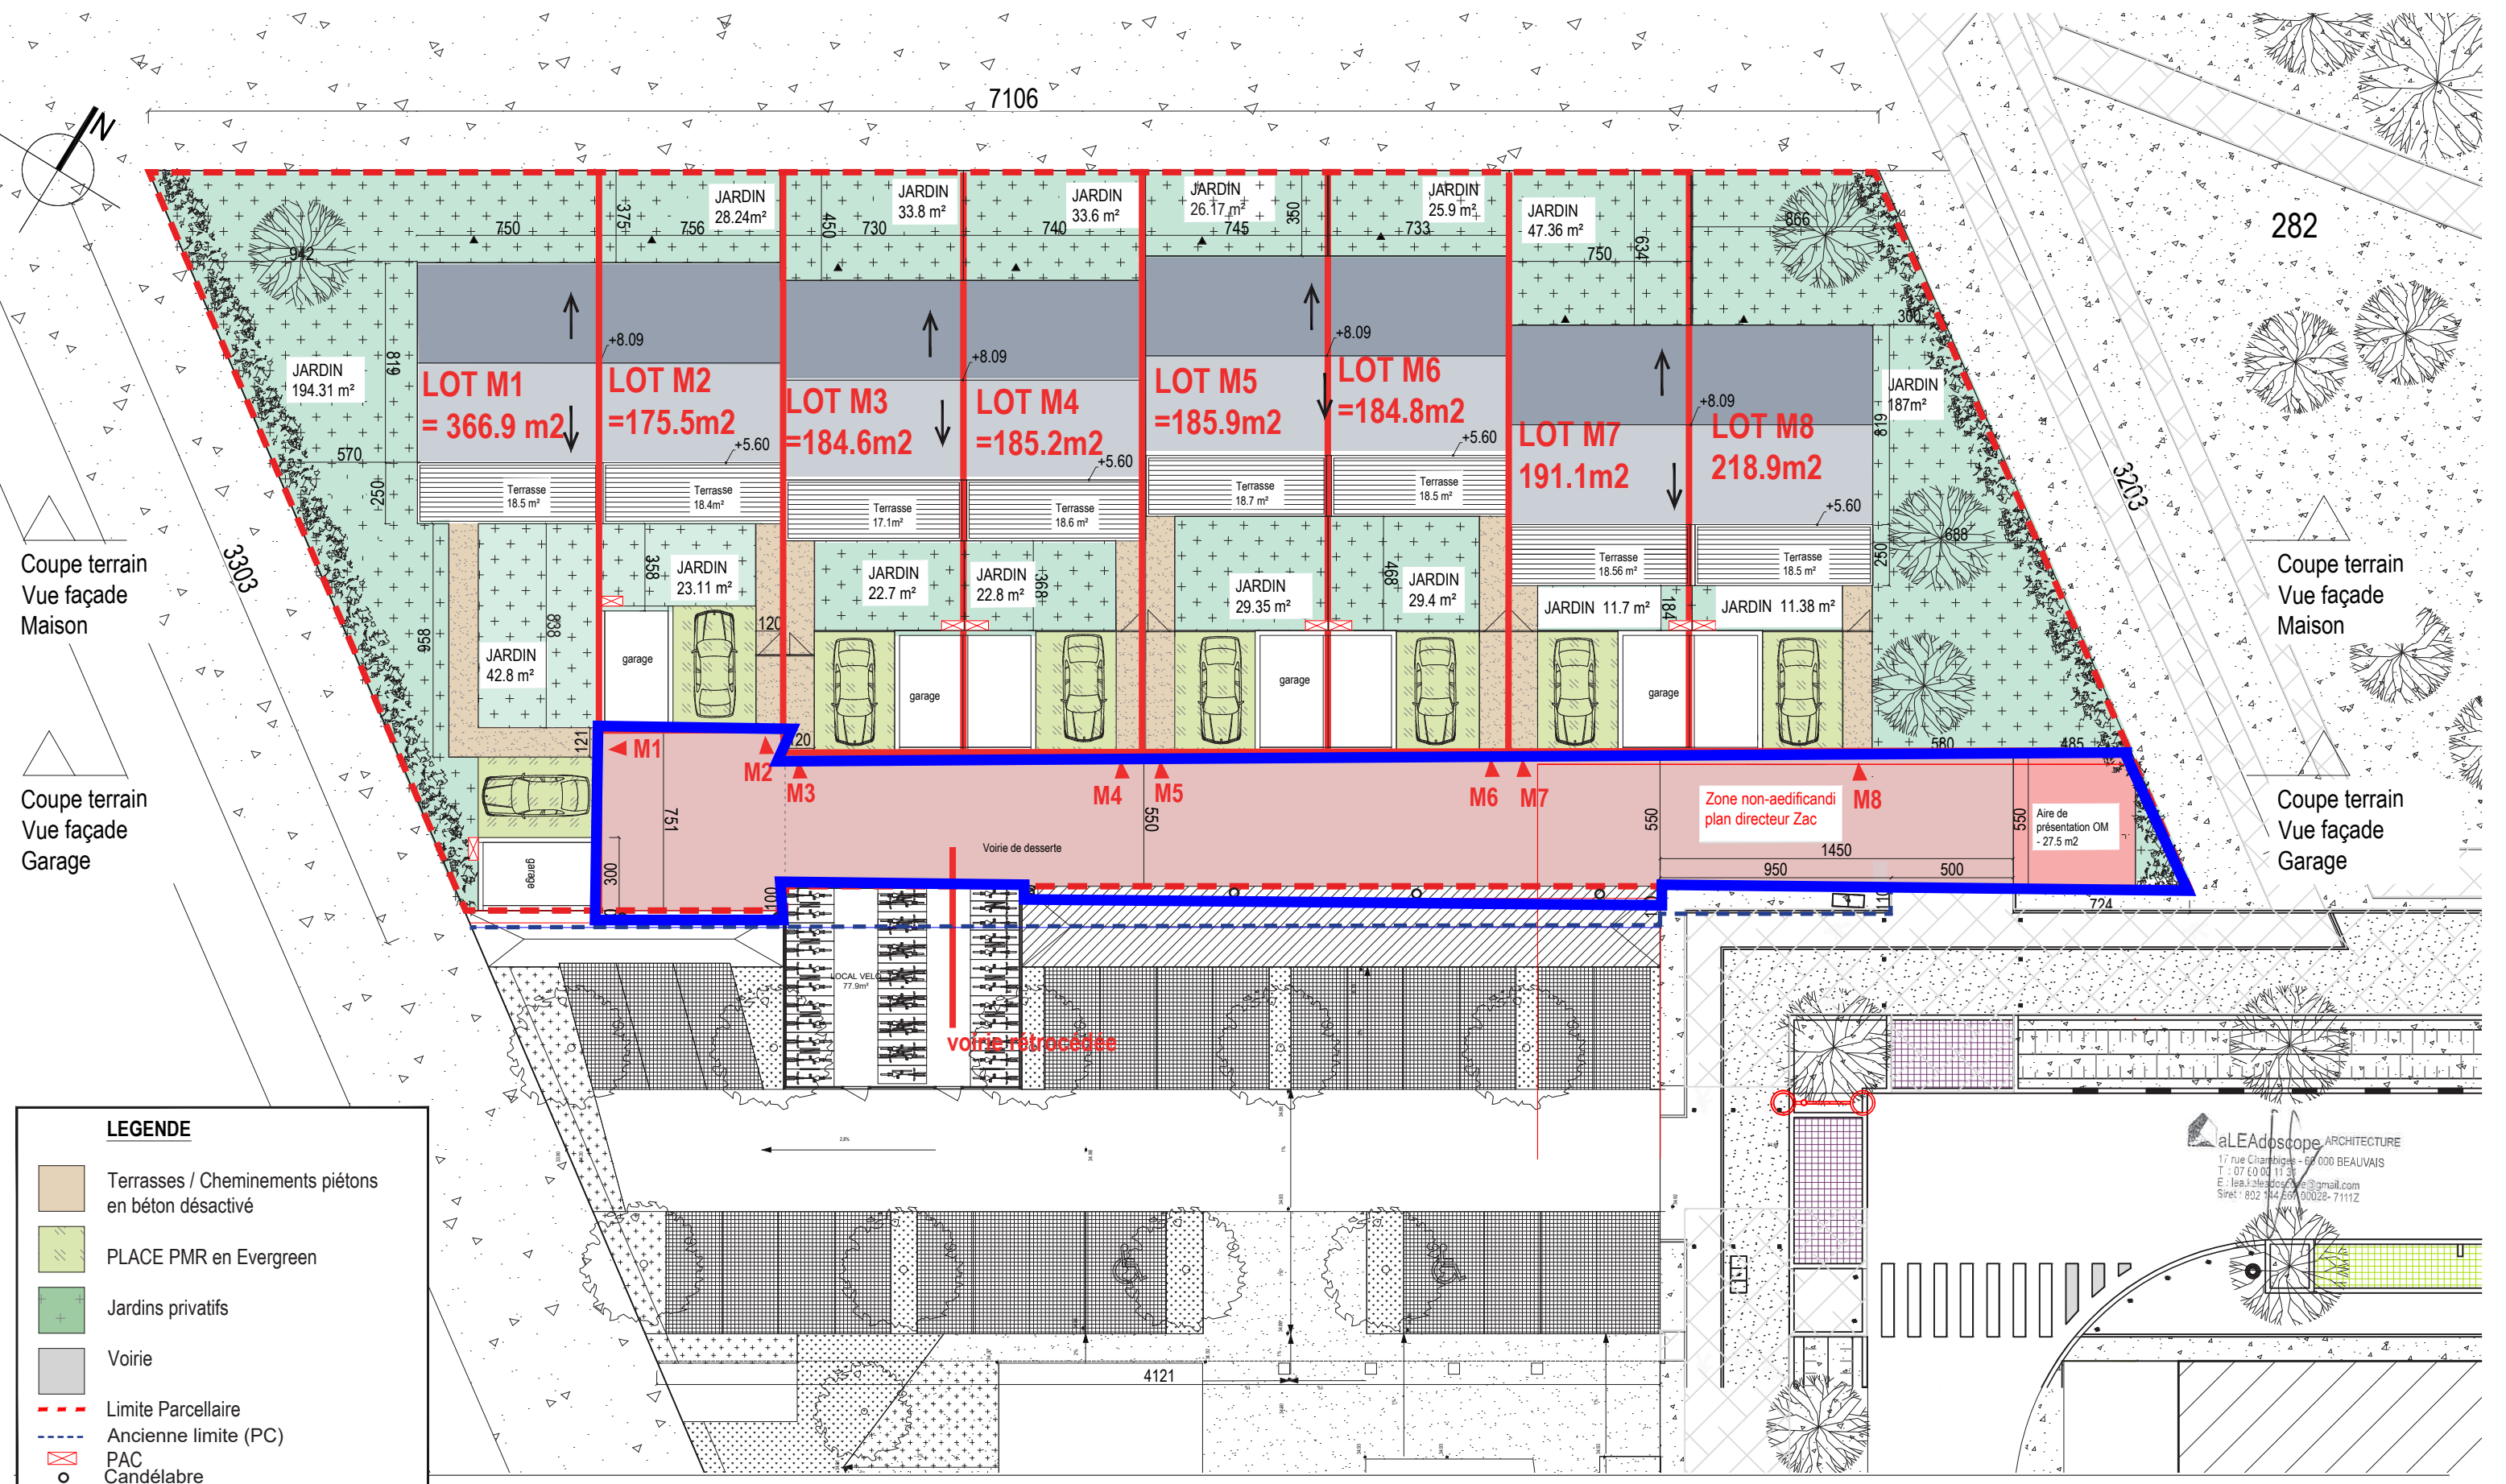 7106
N
282
JARDIN
28.24m²
JARDIN
33.8 m²
JARDIN
33.6 m²
JARDIN
26.17 m²
JARDIN
25.9 m²
JARDIN
47.36 m²
942
750
375
756
450
730
740
745
350
733
750
634
866
300
+8.09
+8.09
+8.09
+8.09
JARDIN
194.31 m²
819
LOT M1
= 366.9 m2
LOT M2
=175.5m2
LOT M3
=184.6m2
LOT M4
=185.2m2
LOT M5
=185.9m2
LOT M6
=184.8m2
LOT M7
191.1m2
LOT M8
218.9m2
JARDIN
187m²
819
570
250
+5.60
+5.60
+5.60
+5.60
Terrasse
18.5 m²
Terrasse
18.4m²
Terrasse
17.1m²
Terrasse
18.6 m²
Terrasse
18.7 m²
Terrasse
18.5 m²
Terrasse
18.56 m²
Terrasse
18.5 m²
250
688
3203
3303
Coupe terrain
Vue façade
Maison
Coupe terrain
Vue façade
Maison
958
838
JARDIN
42.8 m²
358
JARDIN
23.11 m²
JARDIN
22.7 m²
JARDIN
22.8 m²
368
JARDIN
29.35 m²
468
JARDIN
29.4 m²
JARDIN 11.7 m²
184
JARDIN 11.38 m²
120
garage
garage
garage
garage
garage
121
120
580
485
M1
M2
M3
M4
M5
M6
M7
M8
Coupe terrain
Vue façade
Garage
Coupe terrain
Vue façade
Garage
751
300
100
550
550
550
Voirie de desserte
Zone non-aedificandi
plan directeur Zac
Aire de
présentation OM
- 27.5 m2
1450
950
500
110
724
LOCAL VELO
77.9m²
voirie rétrocédée
2,8%
4121
LEGENDE
Terrasses / Cheminements piétons
en béton désactivé
PLACE PMR en Evergreen
Jardins privatifs
Voirie
Limite Parcellaire
Ancienne limite (PC)
PAC
Candélabre
aLEAdoscope ARCHITECTURE
17 rue Chambiges - 60 000 BEAUVAIS